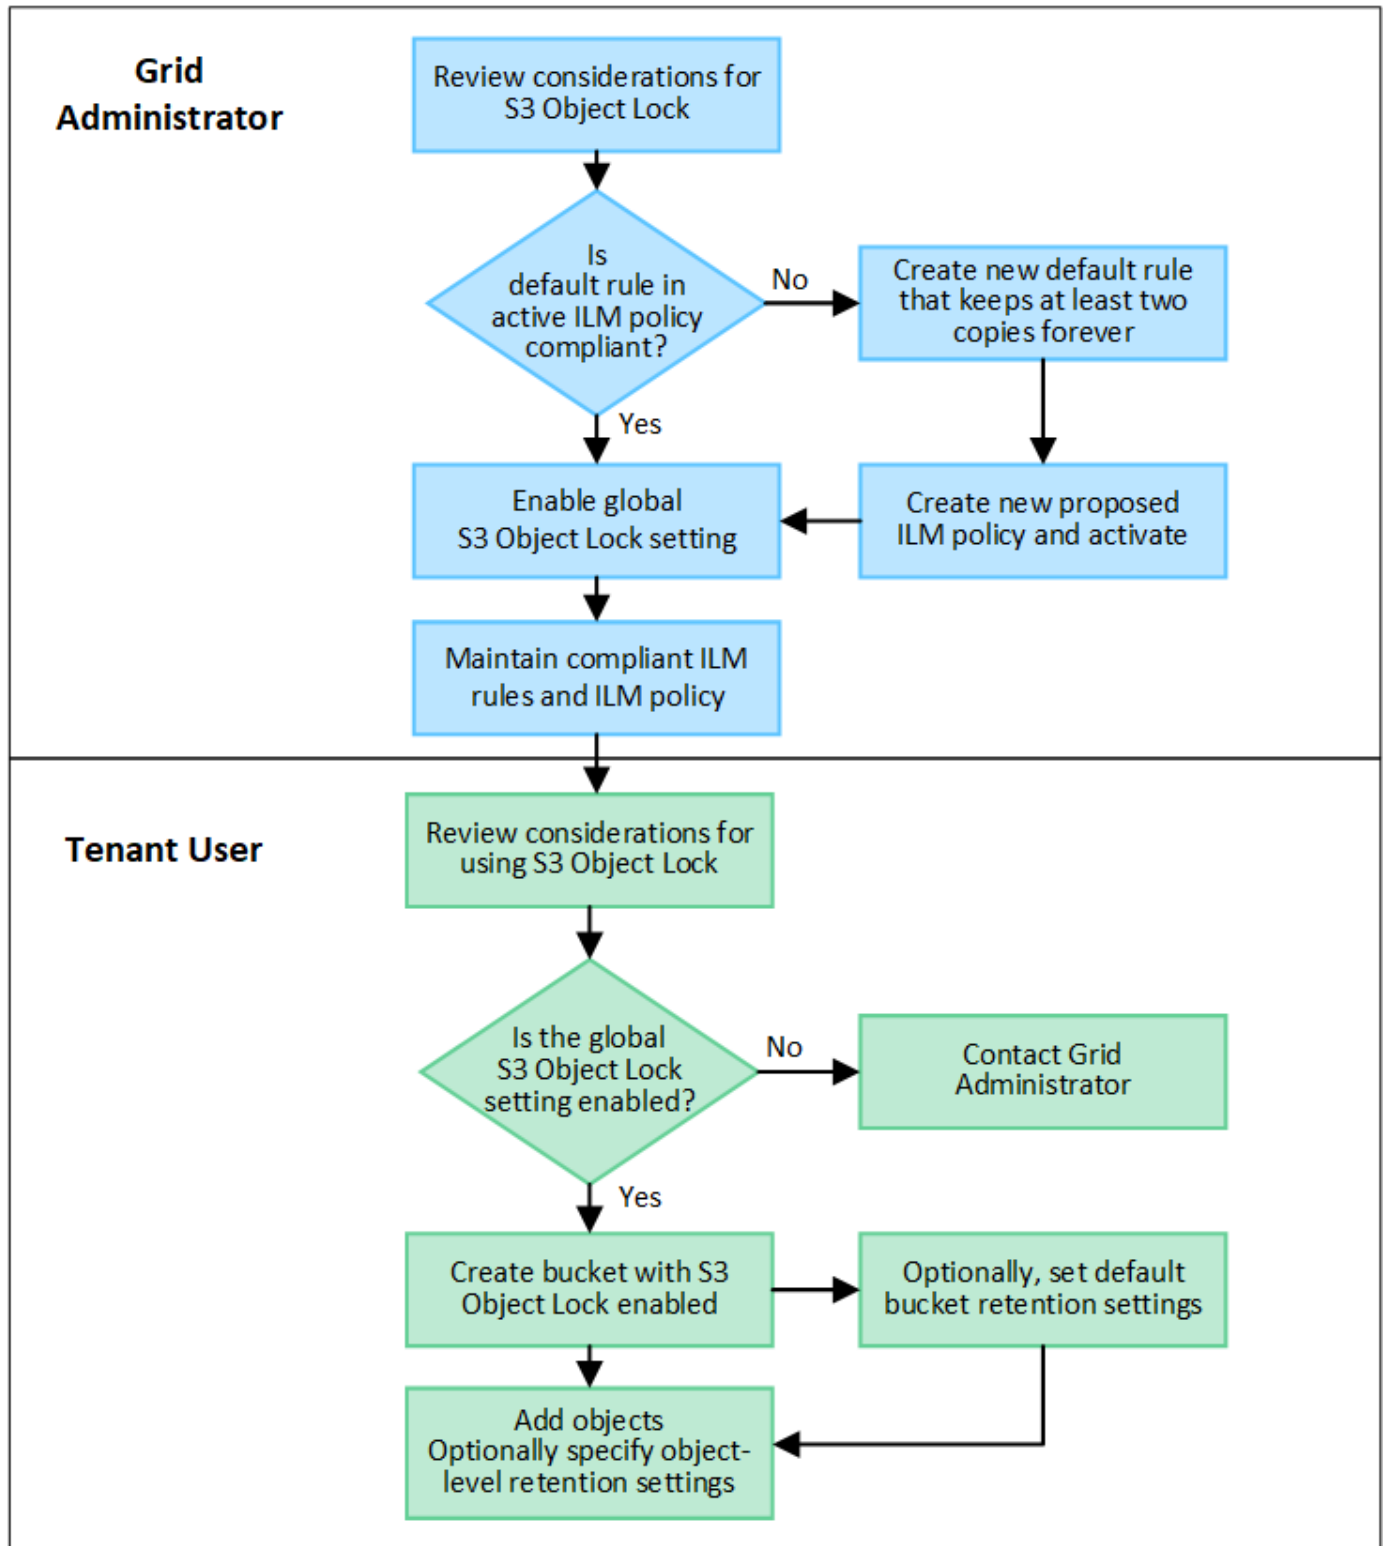 Grid
Administrator
Review considerations for
S3 Object Lock
Is
default rule in
active ILM policy
compliant?
No
Create new default rule
that keeps at least two
copies forever
Yes
Enable global
S3 Object Lock setting
Create new proposed
ILM policy and activate
Maintain compliant ILM
rules and ILM policy
Tenant User
Review considerations for
using S3 Object Lock
Is the global
S3 Object Lock
setting enabled?
No
Contact Grid
Administrator
Yes
Create bucket with S3
Object Lock enabled
Optionally, set default
bucket retention settings
Add objects
Optionally specify object-
level retention settings